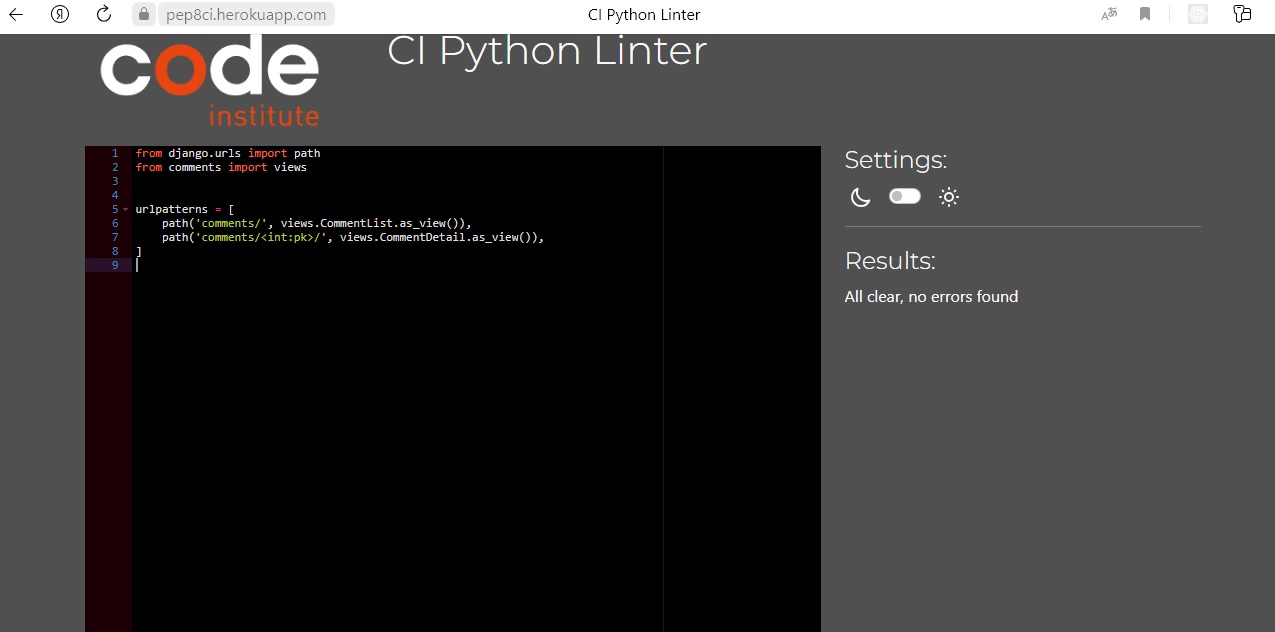 pep8ci.herokuapp.com
CI Python Linter
code
institute
CI Python Linter
1 from django.urls import path
2 from comments import views
3
4
5 urlpatterns = [
6     path('comments/', views.CommentList.as_view()),
7     path('comments/<int:pk>/', views.CommentDetail.as_view()),
8 ]
9
Settings:
Results:
All clear, no errors found